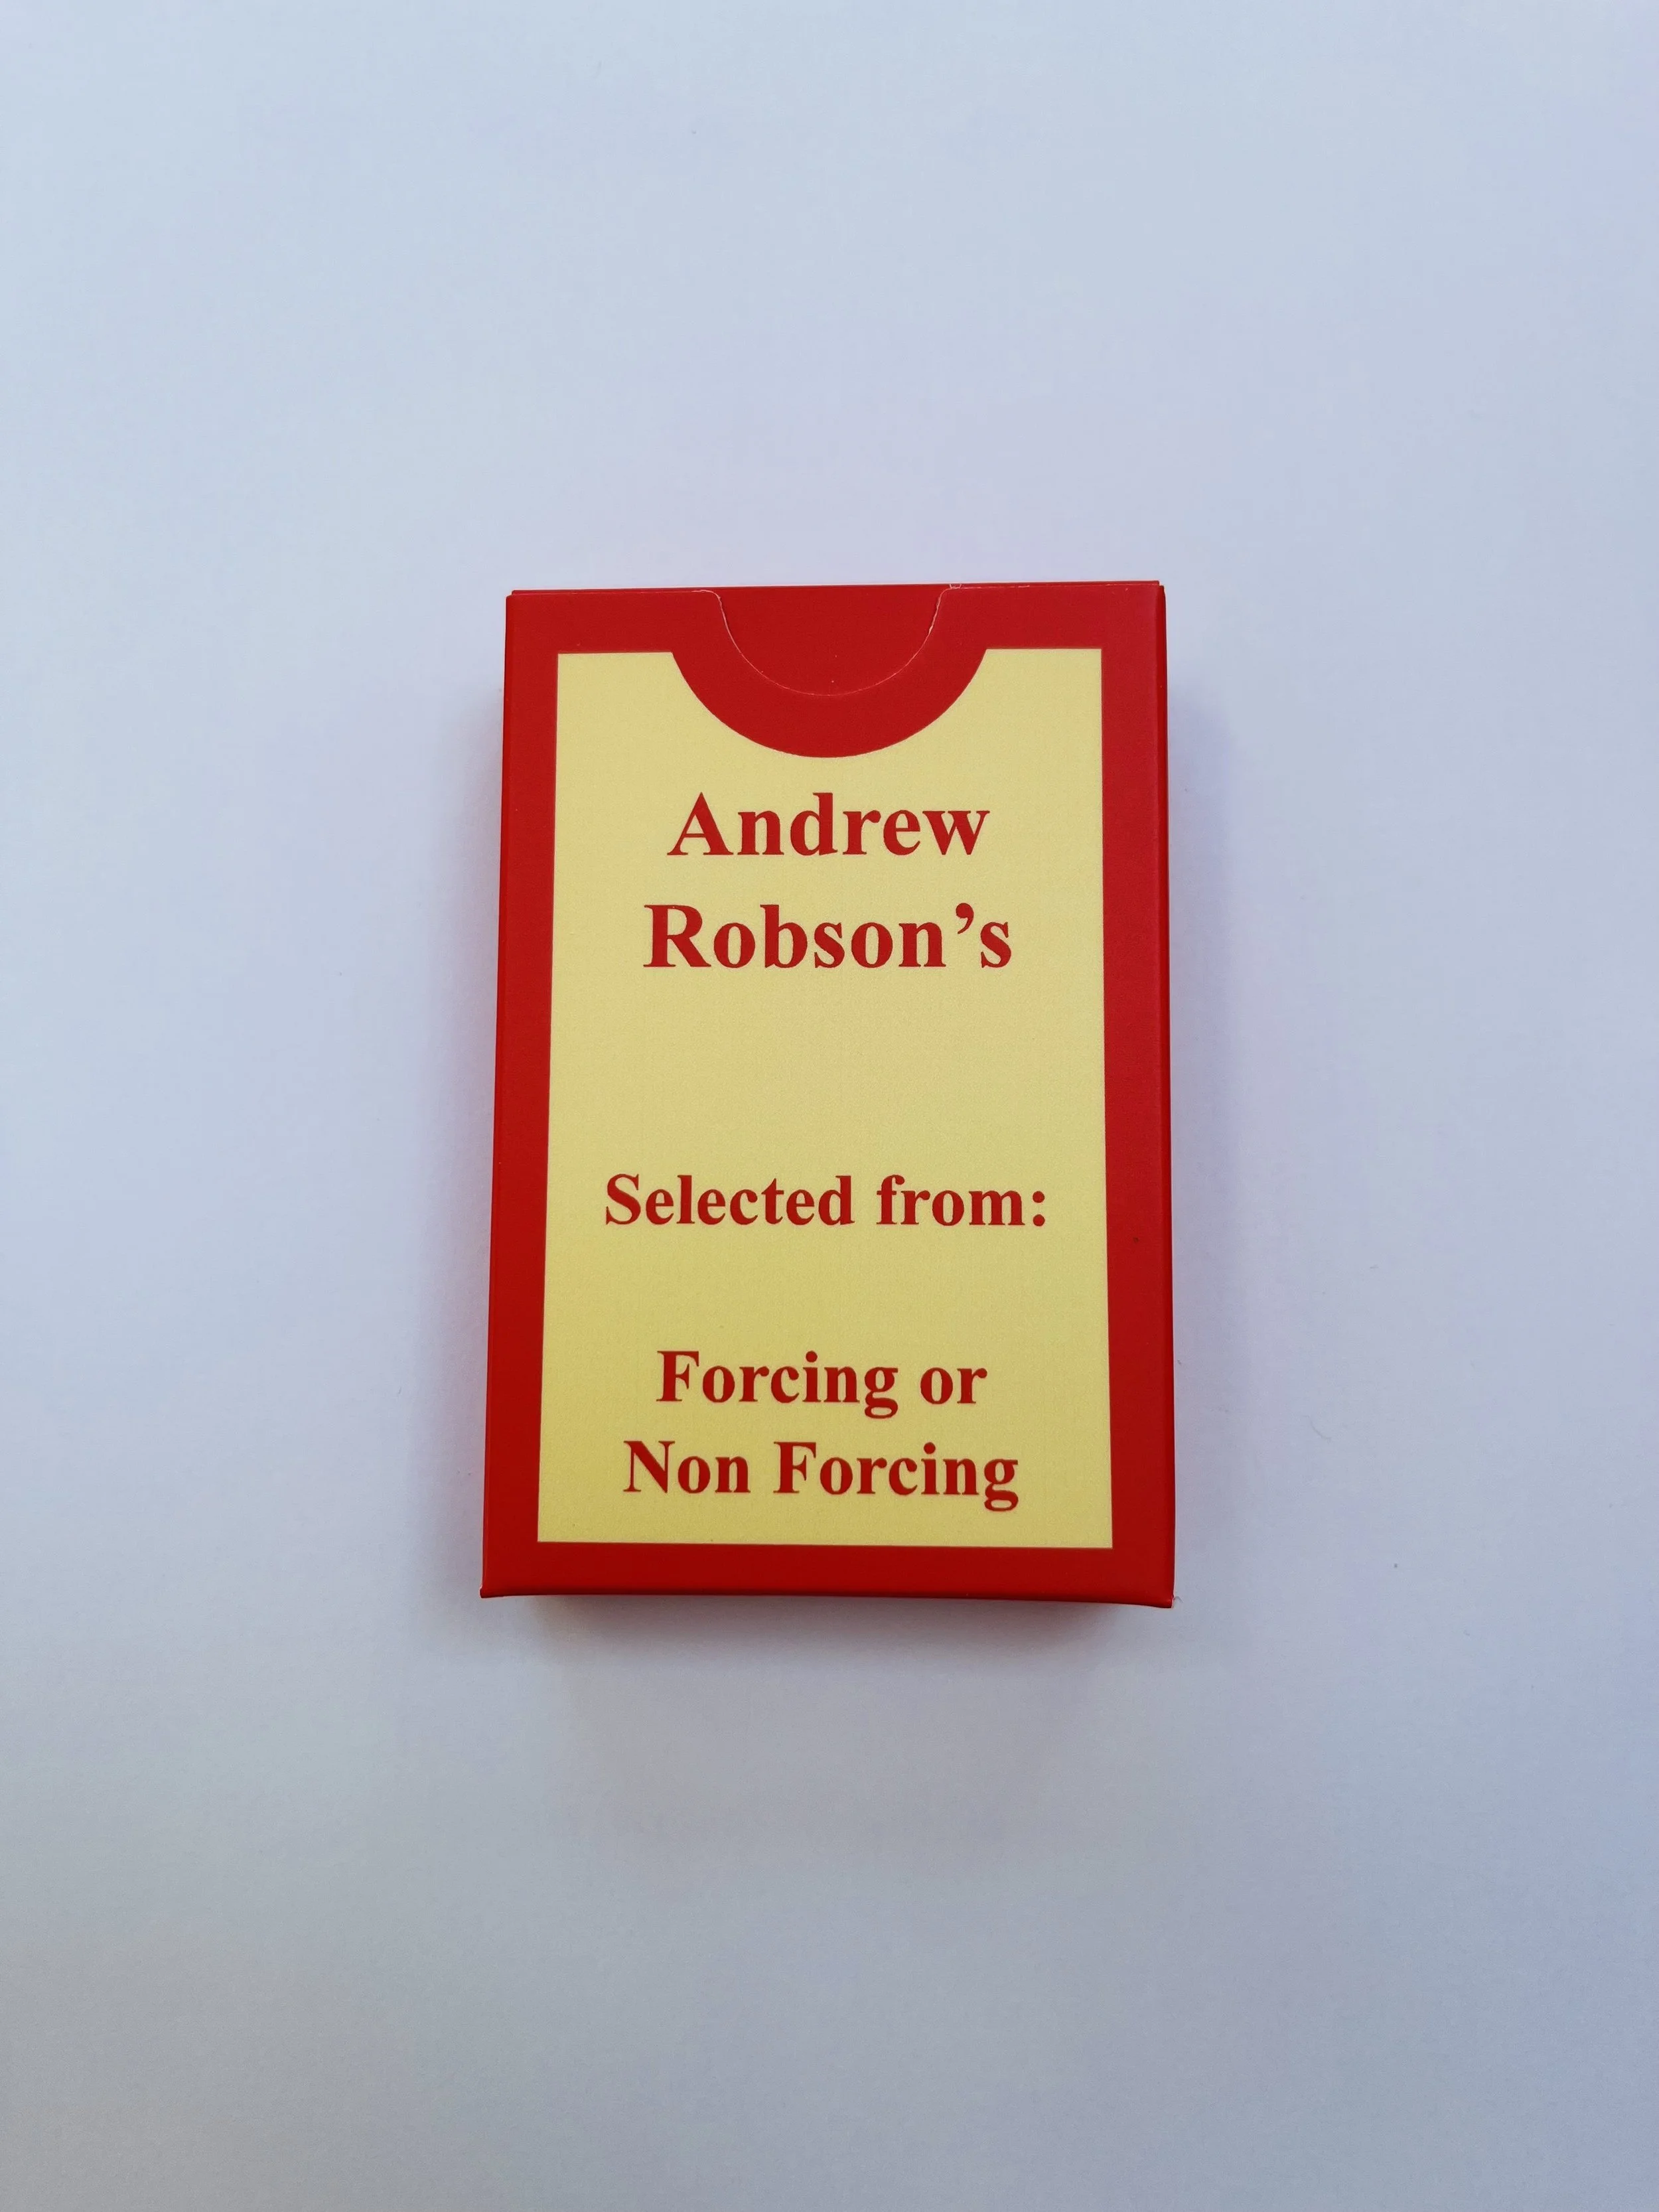 Andrew
Robson’s
Selected from:
Forcing or
Non Forcing